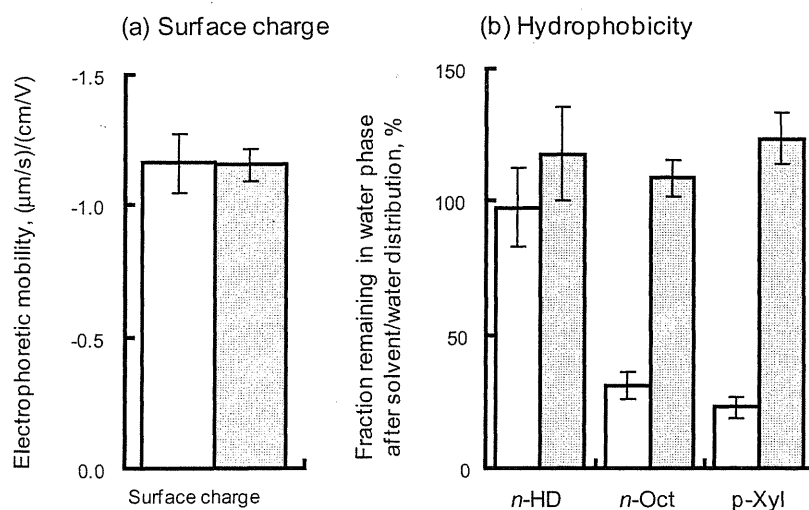 (a) Surface charge
(b) Hydrophobicity
Electrophoretic mobility, (µm/s)/(cm/V)
-1.5
-1.0
-0.5
0.0
Surface charge
Fraction remaining in water phase
after solvent/water distribution, %
150
100
50
0
n-HD
n-Oct
p-Xyl